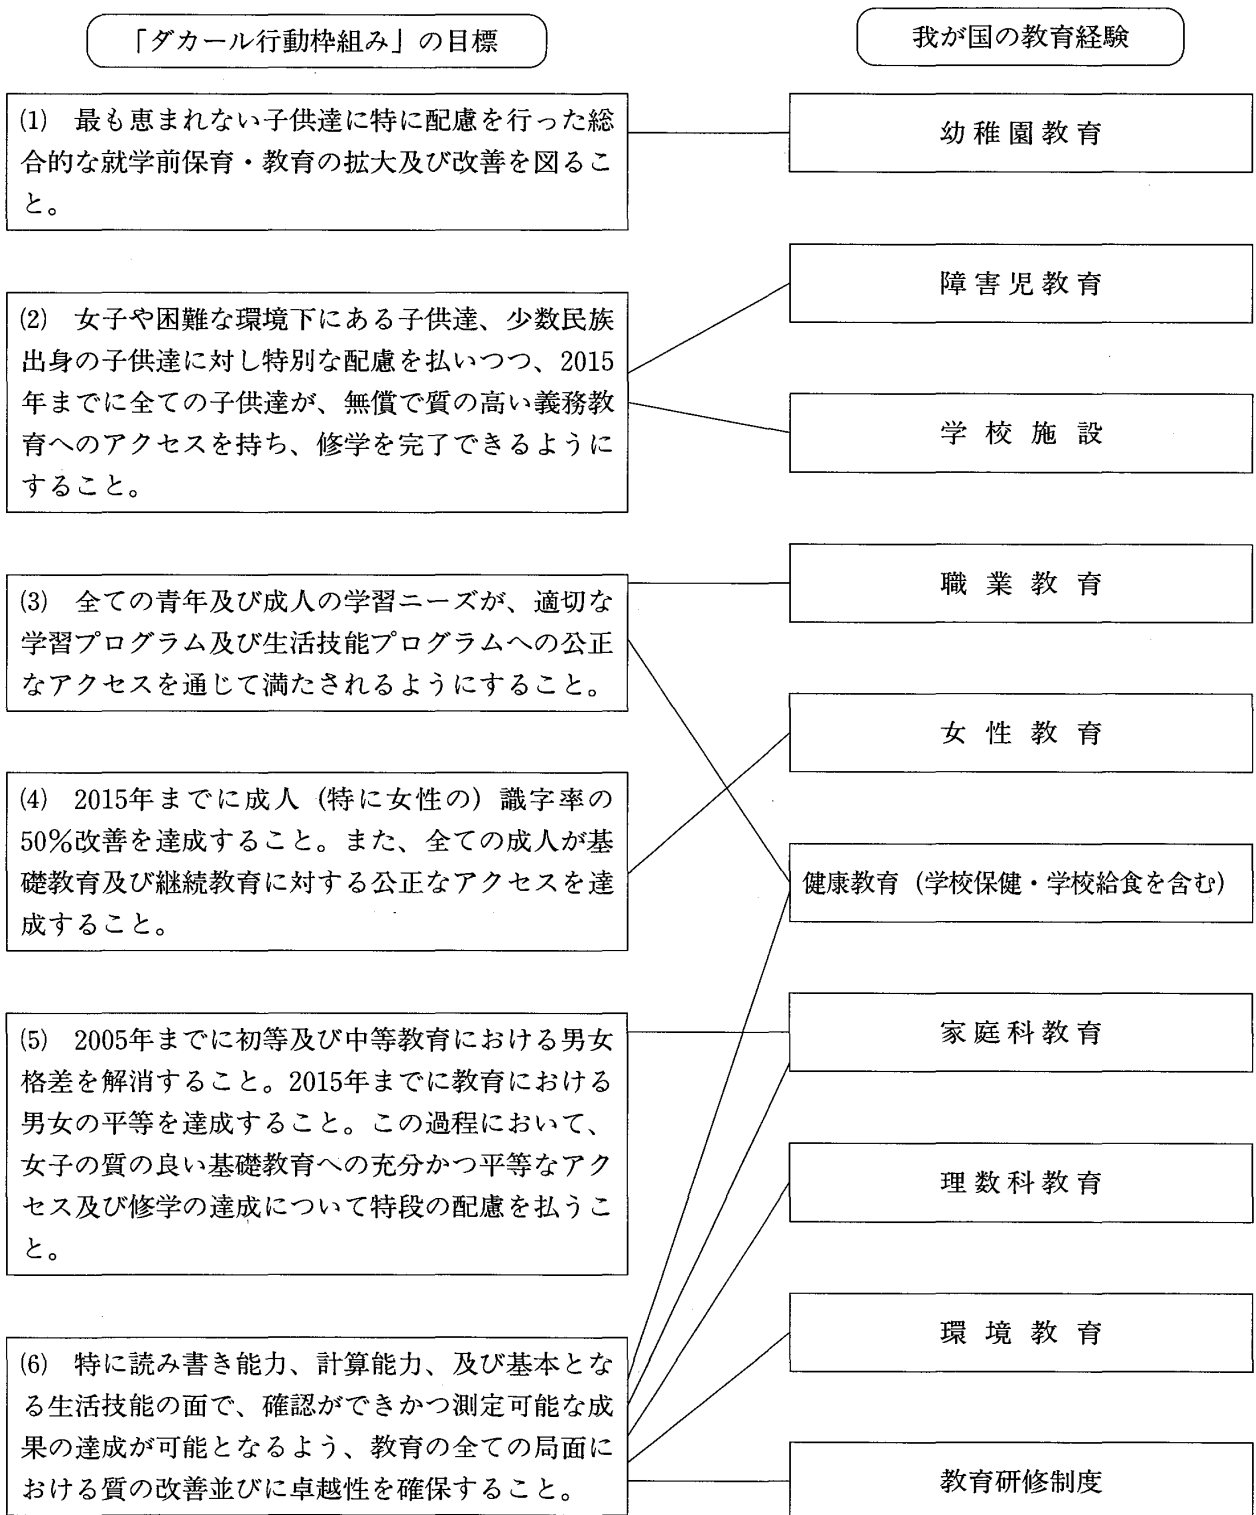 「ダカール行動枠組み」の目標
我が国の教育経験
(1) 最も恵まれない子供達に特に配慮を行った総
合的な就学前保育・教育の拡大及び改善を図るこ
と。
幼稚園教育
障害児教育
(2) 女子や困難な環境下にある子供達、少数民族
出身の子供達に対し特別な配慮を払いつつ、2015
年までに全ての子供達が、無償で質の高い義務教
育へのアクセスを持ち、修学を完了できるように
すること。
学校施設
職業教育
(3) 全ての青年及び成人の学習ニーズが、適切な
学習プログラム及び生活技能プログラムへの公正
なアクセスを通じて満たされるようにすること。
女性教育
(4) 2015年までに成人（特に女性の）識字率の
50%改善を達成すること。また、全ての成人が基
礎教育及び継続教育に対する公正なアクセスを達
成すること。
健康教育（学校保健・学校給食を含む）
(5) 2005年までに初等及び中等教育における男女
格差を解消すること。2015年までに教育における
男女の平等を達成すること。この過程において、
女子の質の良い基礎教育への充分かつ平等なアク
セス及び修学の達成について特段の配慮を払うこ
と。
家庭科教育
理数科教育
環境教育
(6) 特に読み書き能力、計算能力、及び基本とな
る生活技能の面で、確認ができかつ測定可能な成
果の達成が可能となるよう、教育の全ての局面に
おける質の改善並びに卓越性を確保すること。
教育研修制度